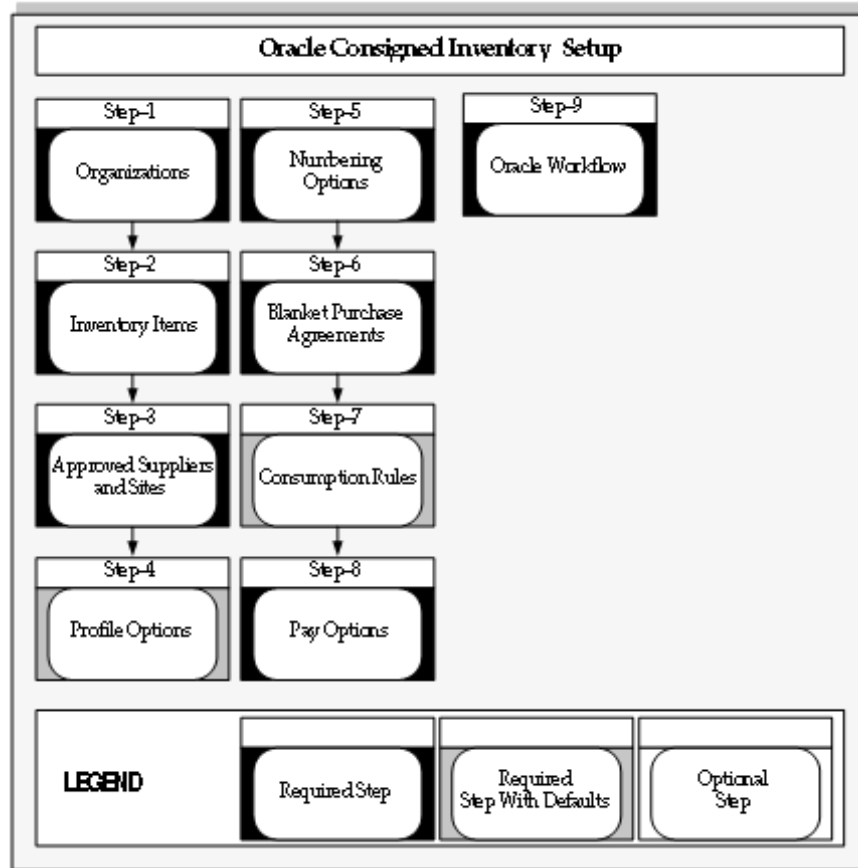 Oracle Consigned Inventory Setup
Step-1
Organizations
Step-2
Inventory Items
Step-3
Approved Suppliers
and Sites
Step-4
Profile Options
Step-5
Numbering
Options
Step-6
Blanket Purchase
Agreements
Step-7
Consumption Rules
Step-8
Pay Options
Step-9
Oracle Workflow
LEGEND
Required Step
Required
Step With Defaults
Optional
Step